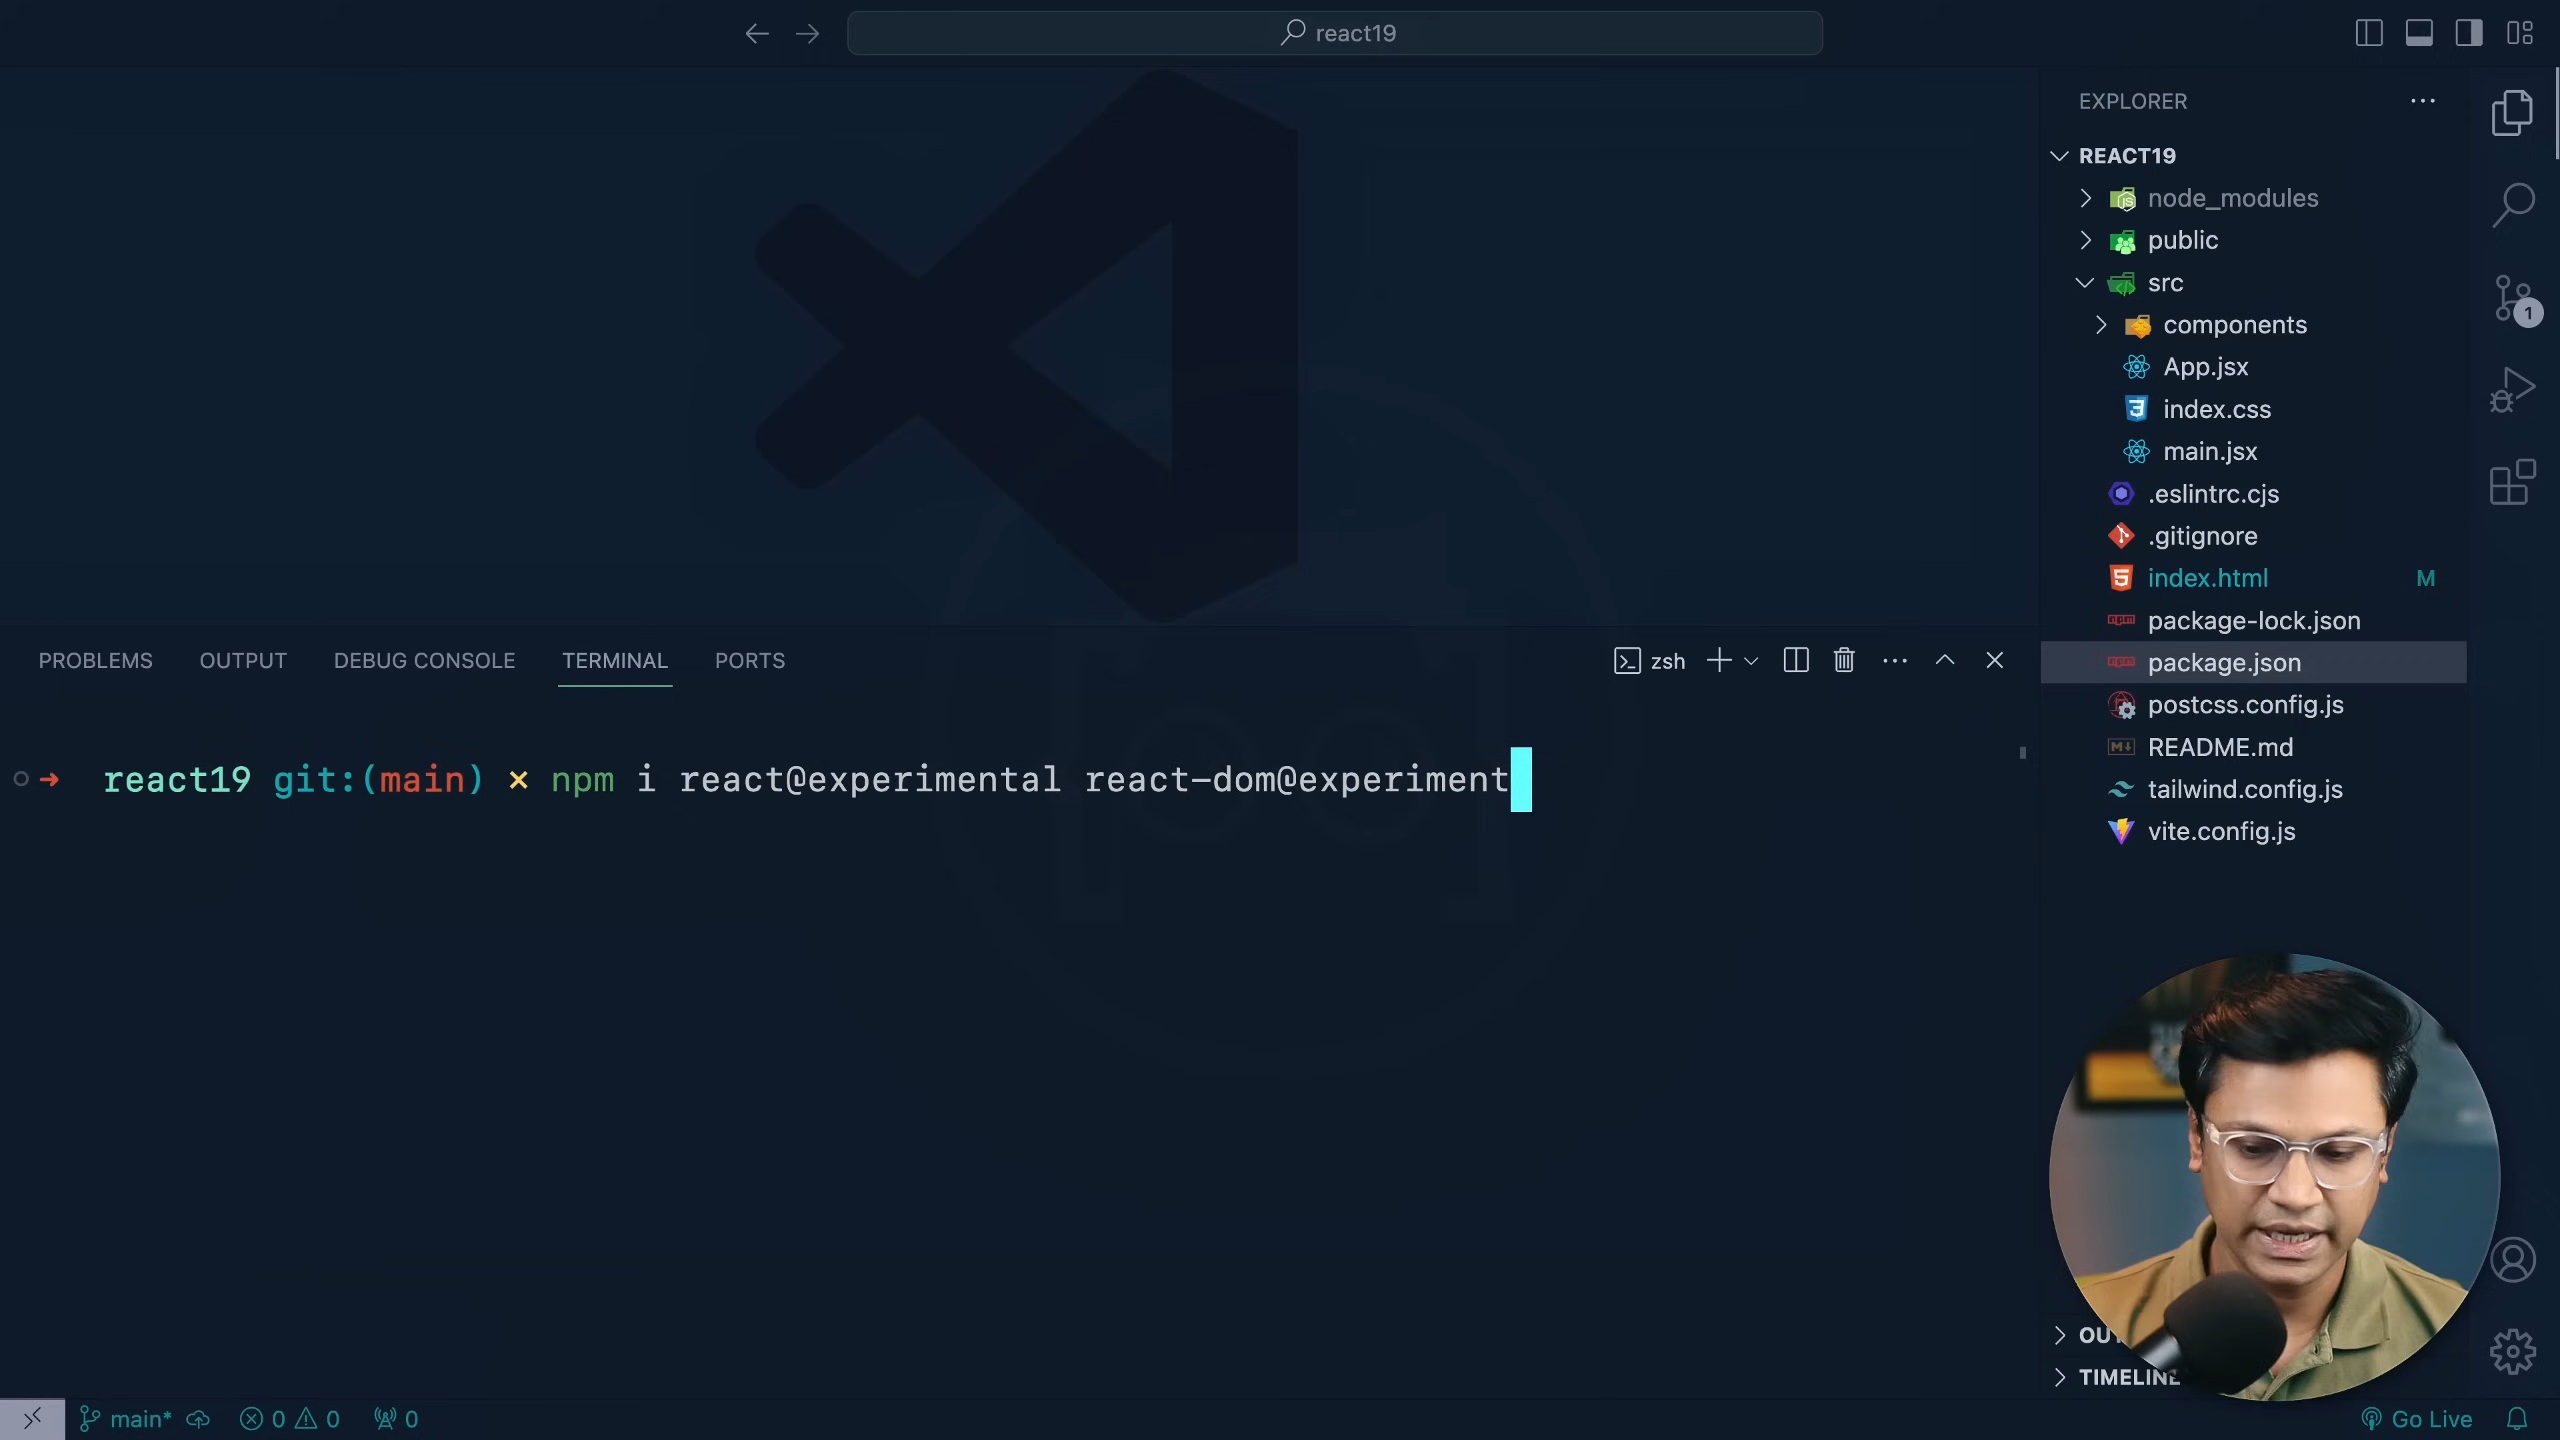 react19
EXPLORER
REACT19
node_modules
public
src
components
App.jsx
index.css
main.jsx
.eslintrc.cjs
.gitignore
index.html M
package-lock.json
package.json
postcss.config.js
README.md
tailwind.config.js
vite.config.js
PROBLEMS OUTPUT DEBUG CONSOLE TERMINAL PORTS
zsh
react19 git:(main) × npm i react@experimental react-dom@experiment
1
TIMELINE
main* 0 0 0
Go Live